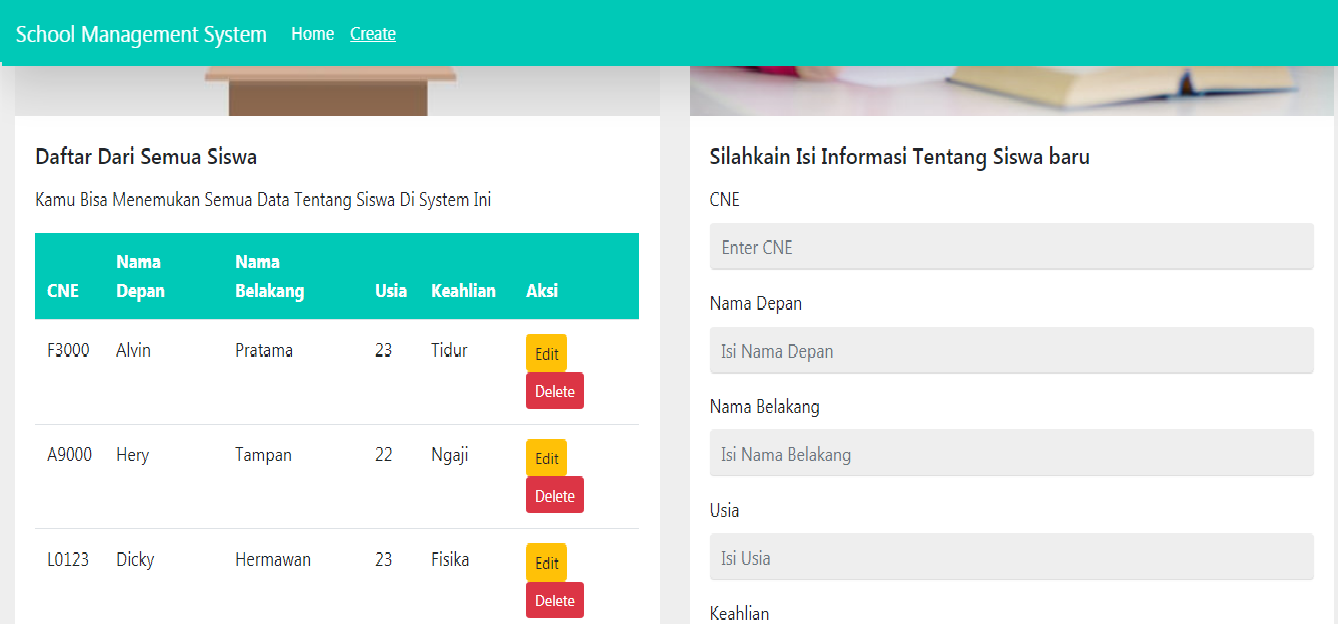 School Management System Home Create
Daftar Dari Semua Siswa
Kamu Bisa Menemukan Semua Data Tentang Siswa Di System Ini
CNE Nama Depan Nama Belakang Usia Keahlian Aksi
F3000 Alvin Pratama 23 Tidur Edit
Delete
A9000 Hery Tampan 22 Ngaji Edit
Delete
L0123 Dicky Hermawan 23 Fisika Edit
Delete
Silahkain Isi Informasi Tentang Siswa baru
CNE
Enter CNE
Nama Depan
Isi Nama Depan
Nama Belakang
Isi Nama Belakang
Usia
Isi Usia
Keahlian